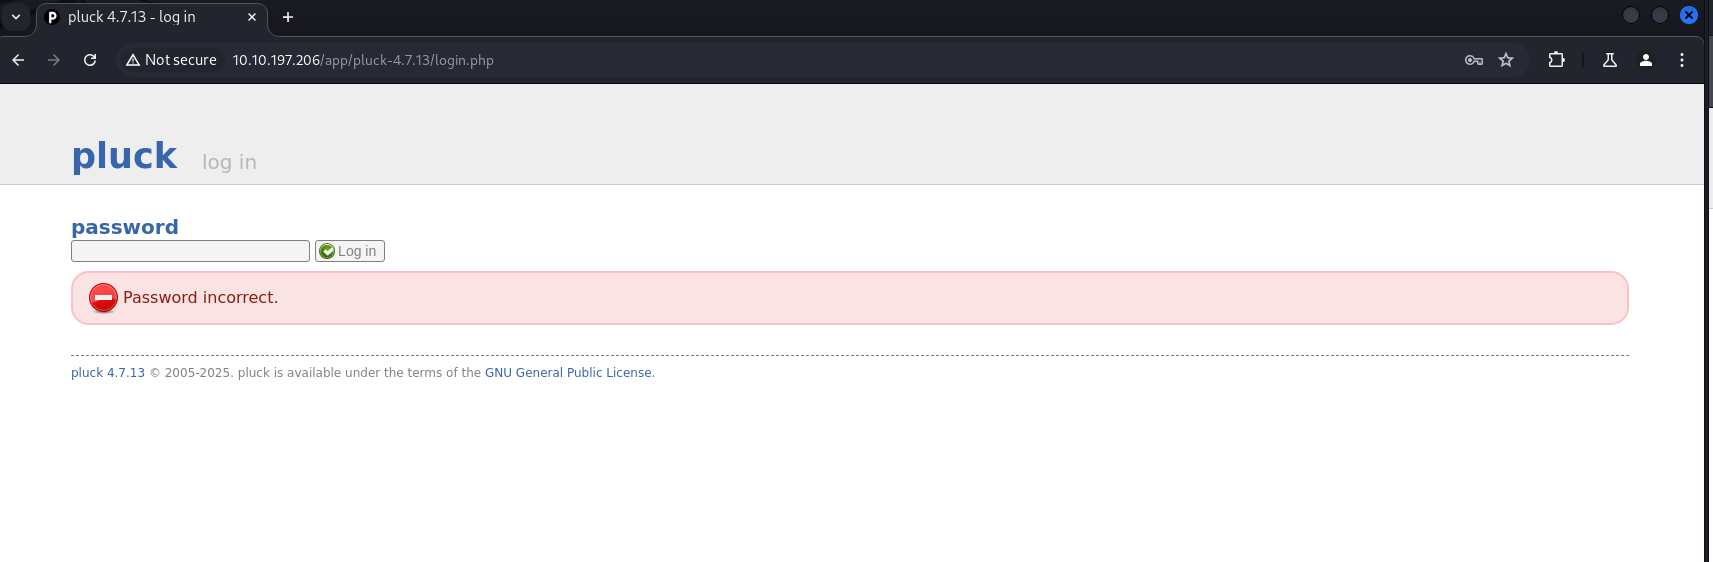 pluck 4.7.13 - log in
Not secure 10.10.197.206/app/pluck-4.7.13/login.php
pluck log in
password
Log in
Password incorrect.
pluck 4.7.13 © 2005-2025. pluck is available under the terms of the GNU General Public License.